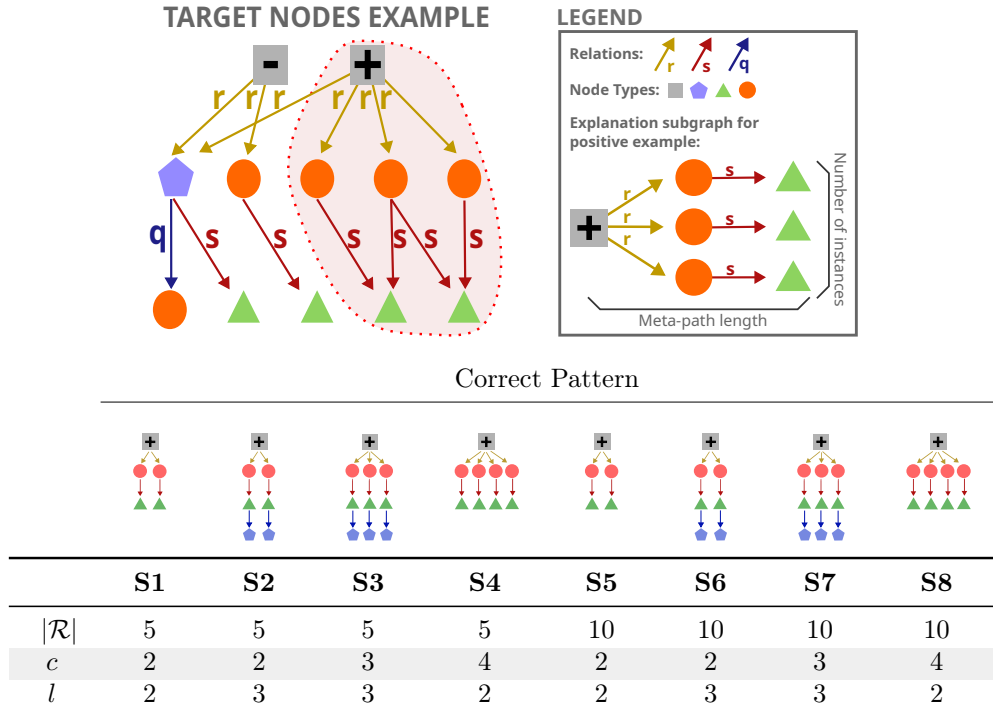 TARGET NODES EXAMPLE
- +
r r r r r r
q s s s s s s
LEGEND
Relations: r s q
Node Types:
Explanation subgraph for
positive example:
+ r r r s s s
Number of instances
Meta-path length
Correct Pattern
+ + + + + + + +
S1 S2 S3 S4 S5 S6 S7 S8
|R| 5 5 5 5 10 10 10 10
c 2 2 3 4 2 2 3 4
l 2 3 3 2 2 3 3 2